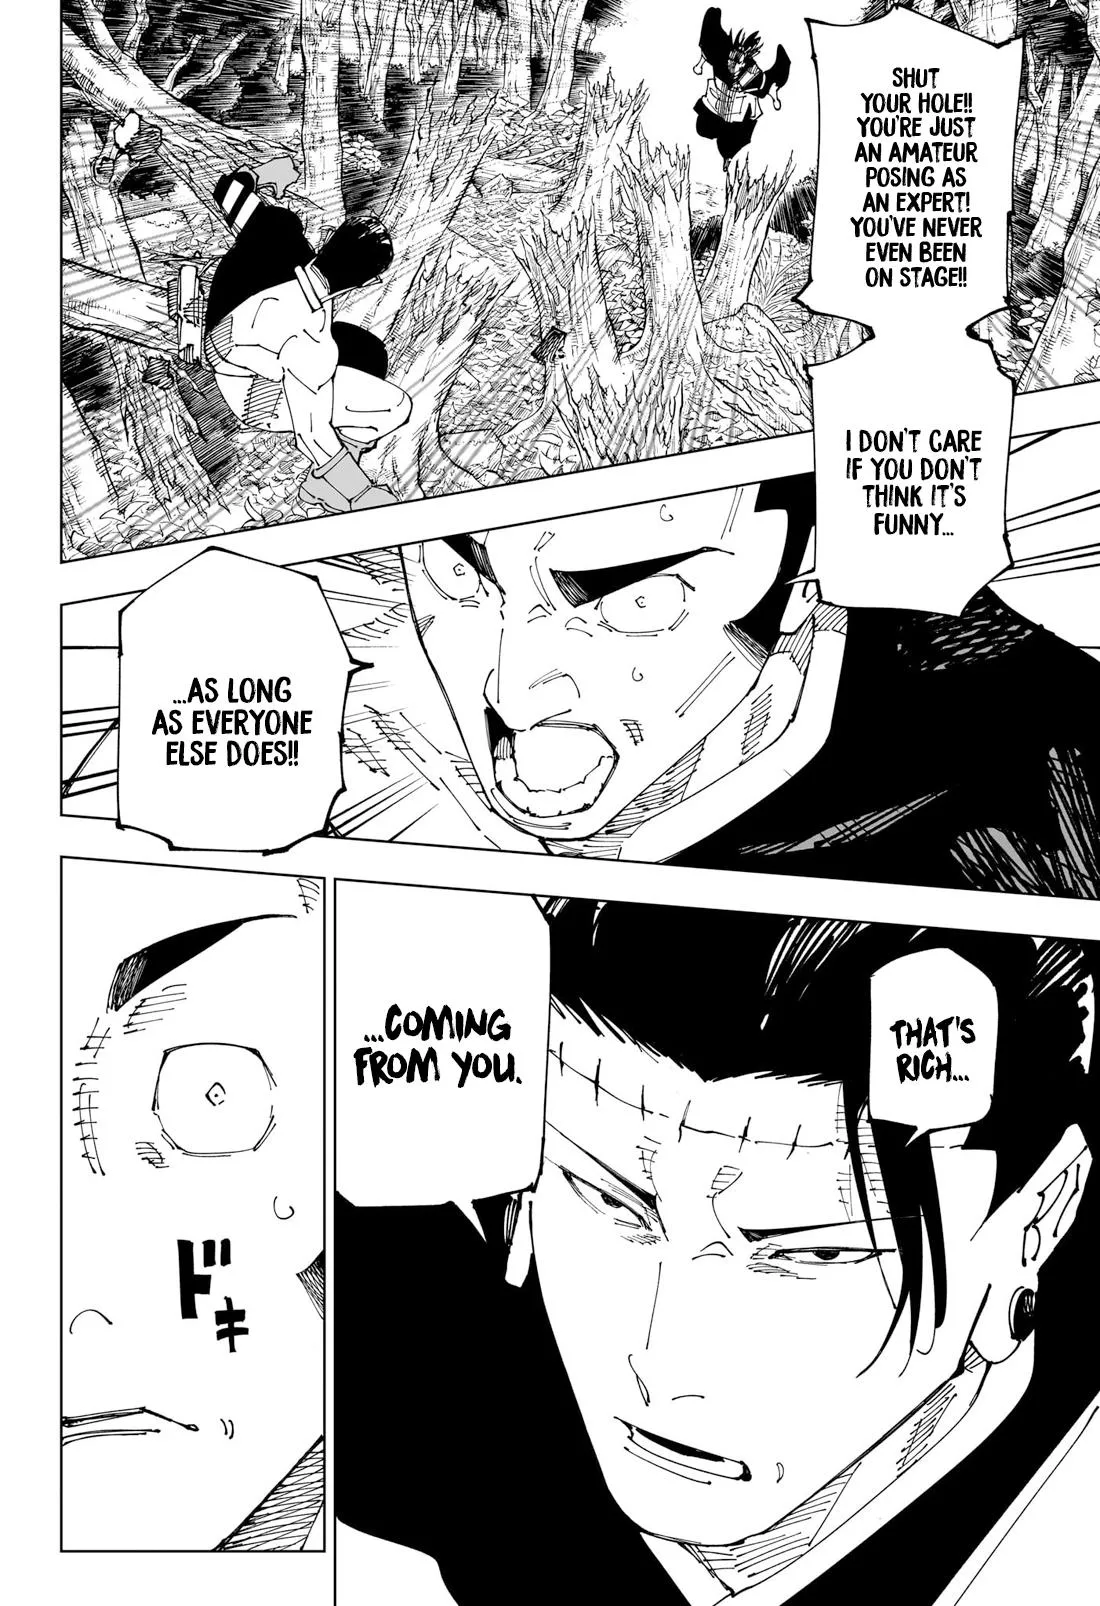 SHUT
YOUR HOLE!!
YOU'RE JUST
AN AMATEUR
POSING AS
AN EXPERT!
YOU'VE NEVER
EVEN BEEN
ON STAGE!!
I DON'T CARE
IF YOU DON'T
THINK IT'S
FUNNY...
...AS LONG
AS EVERYONE
ELSE DOES!!
THAT'S
RICH...
...COMING
FROM YOU.
ドキ